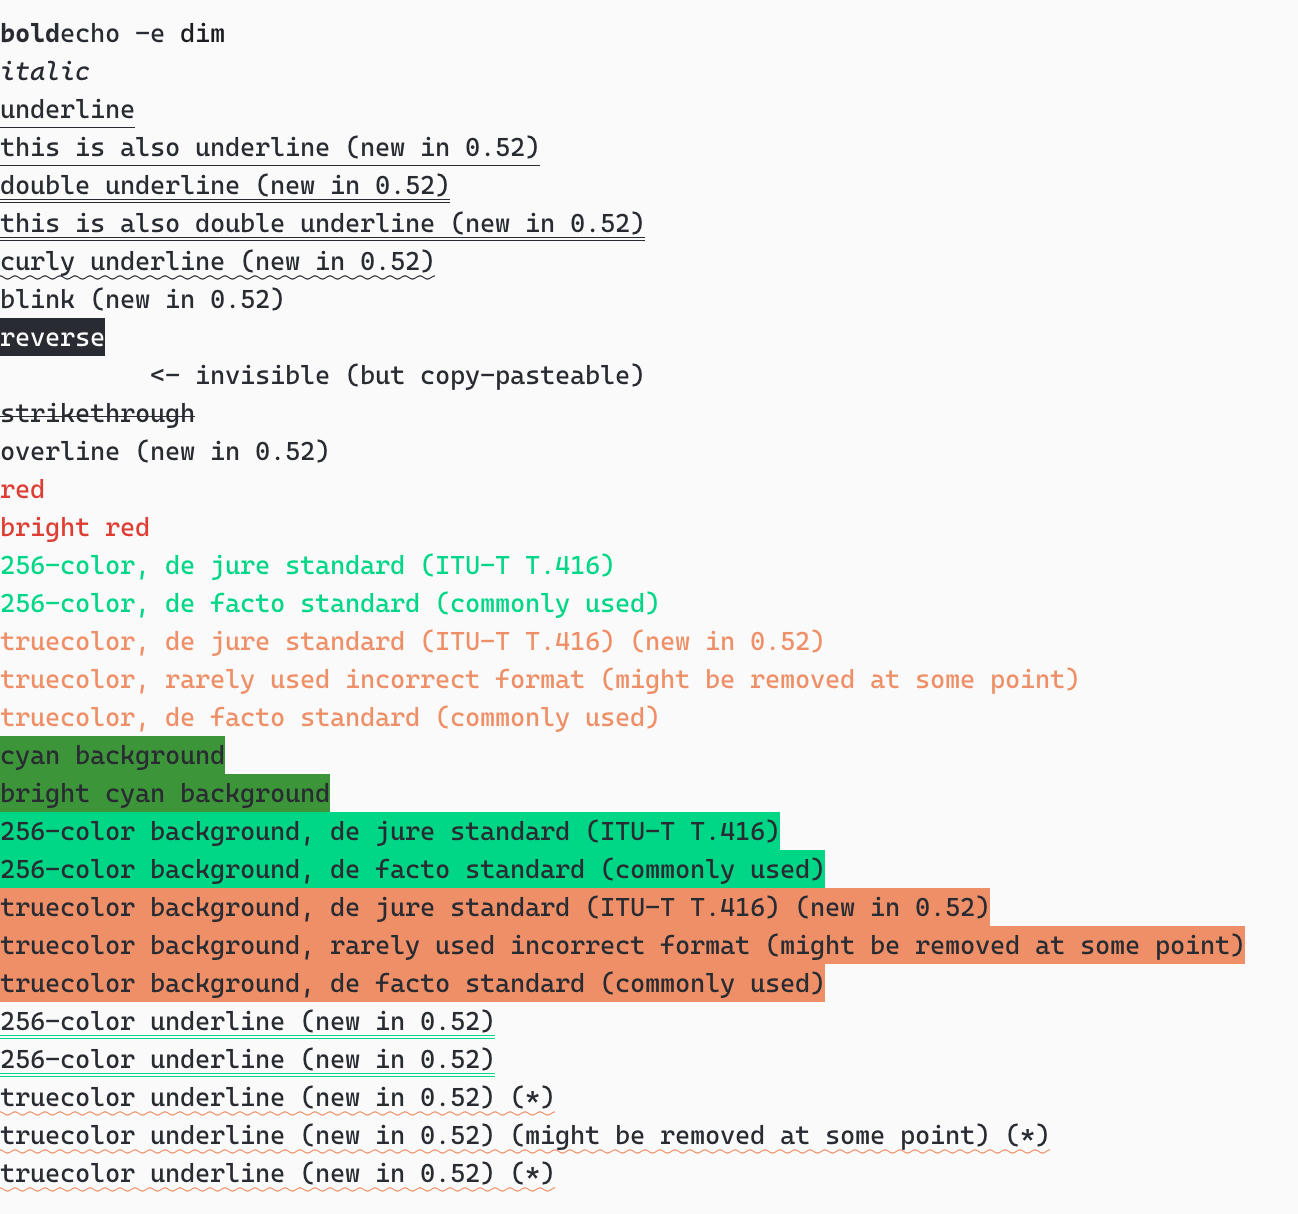 boldecho -e dim
italic
underline
this is also underline (new in 0.52)
double underline (new in 0.52)
this is also double underline (new in 0.52)
curly underline (new in 0.52)
blink (new in 0.52)
reverse
<- invisible (but copy-pasteable)
strikethrough
overline (new in 0.52)
red
bright red
256-color, de jure standard (ITU-T T.416)
256-color, de facto standard (commonly used)
truecolor, de jure standard (ITU-T T.416) (new in 0.52)
truecolor, rarely used incorrect format (might be removed at some point)
truecolor, de facto standard (commonly used)
cyan background
bright cyan background
256-color background, de jure standard (ITU-T T.416)
256-color background, de facto standard (commonly used)
truecolor background, de jure standard (ITU-T T.416) (new in 0.52)
truecolor background, rarely used incorrect format (might be removed at some point)
truecolor background, de facto standard (commonly used)
256-color underline (new in 0.52)
256-color underline (new in 0.52)
truecolor underline (new in 0.52) (*)
truecolor underline (new in 0.52) (might be removed at some point) (*)
truecolor underline (new in 0.52) (*)